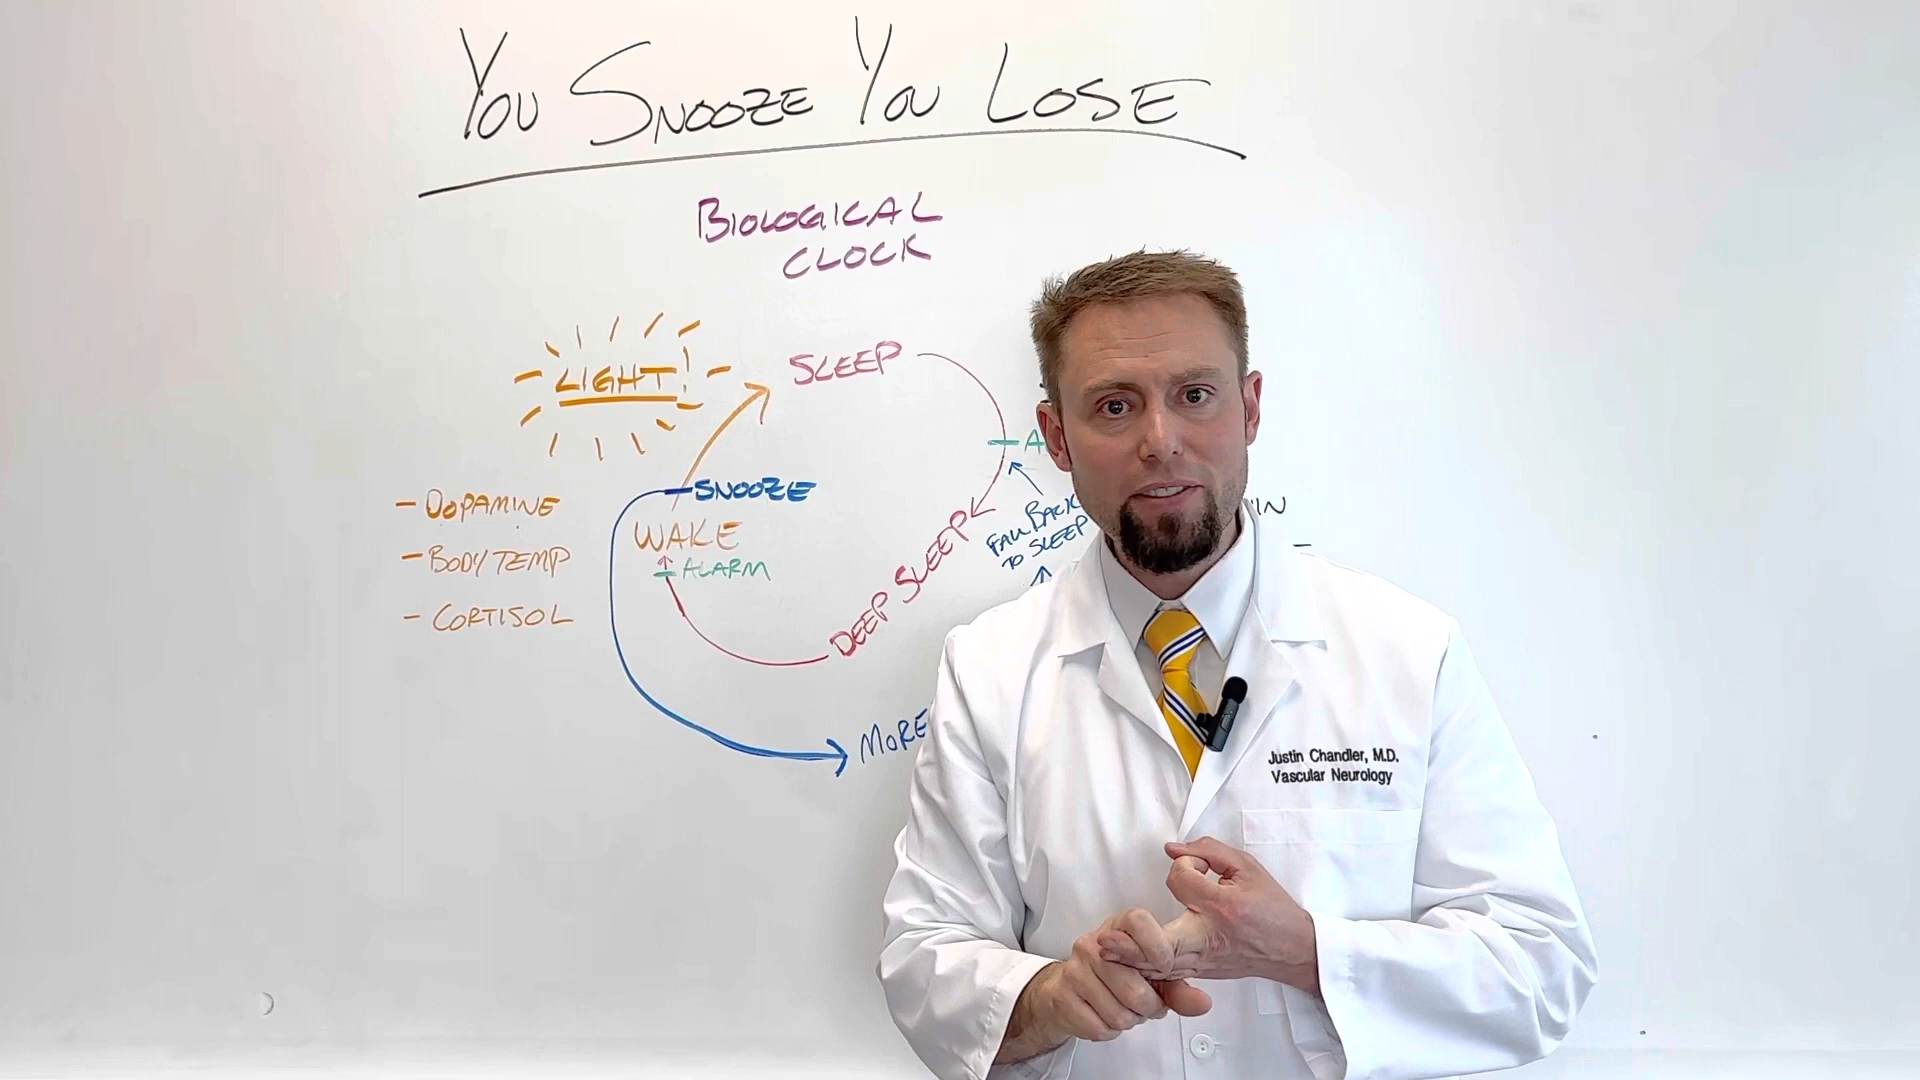 You Snooze You Lose
BIOLOGICAL
CLOCK
LIGHT!
SLEEP
SNOOZE
- DOPAMINE
WAKE
ALARM
- BODY TEMP
- CORTISOL
DEEP SLEEP
FALL BACK
TO SLEEP
MORE
Justin Chandler, M.D.
Vascular Neurology